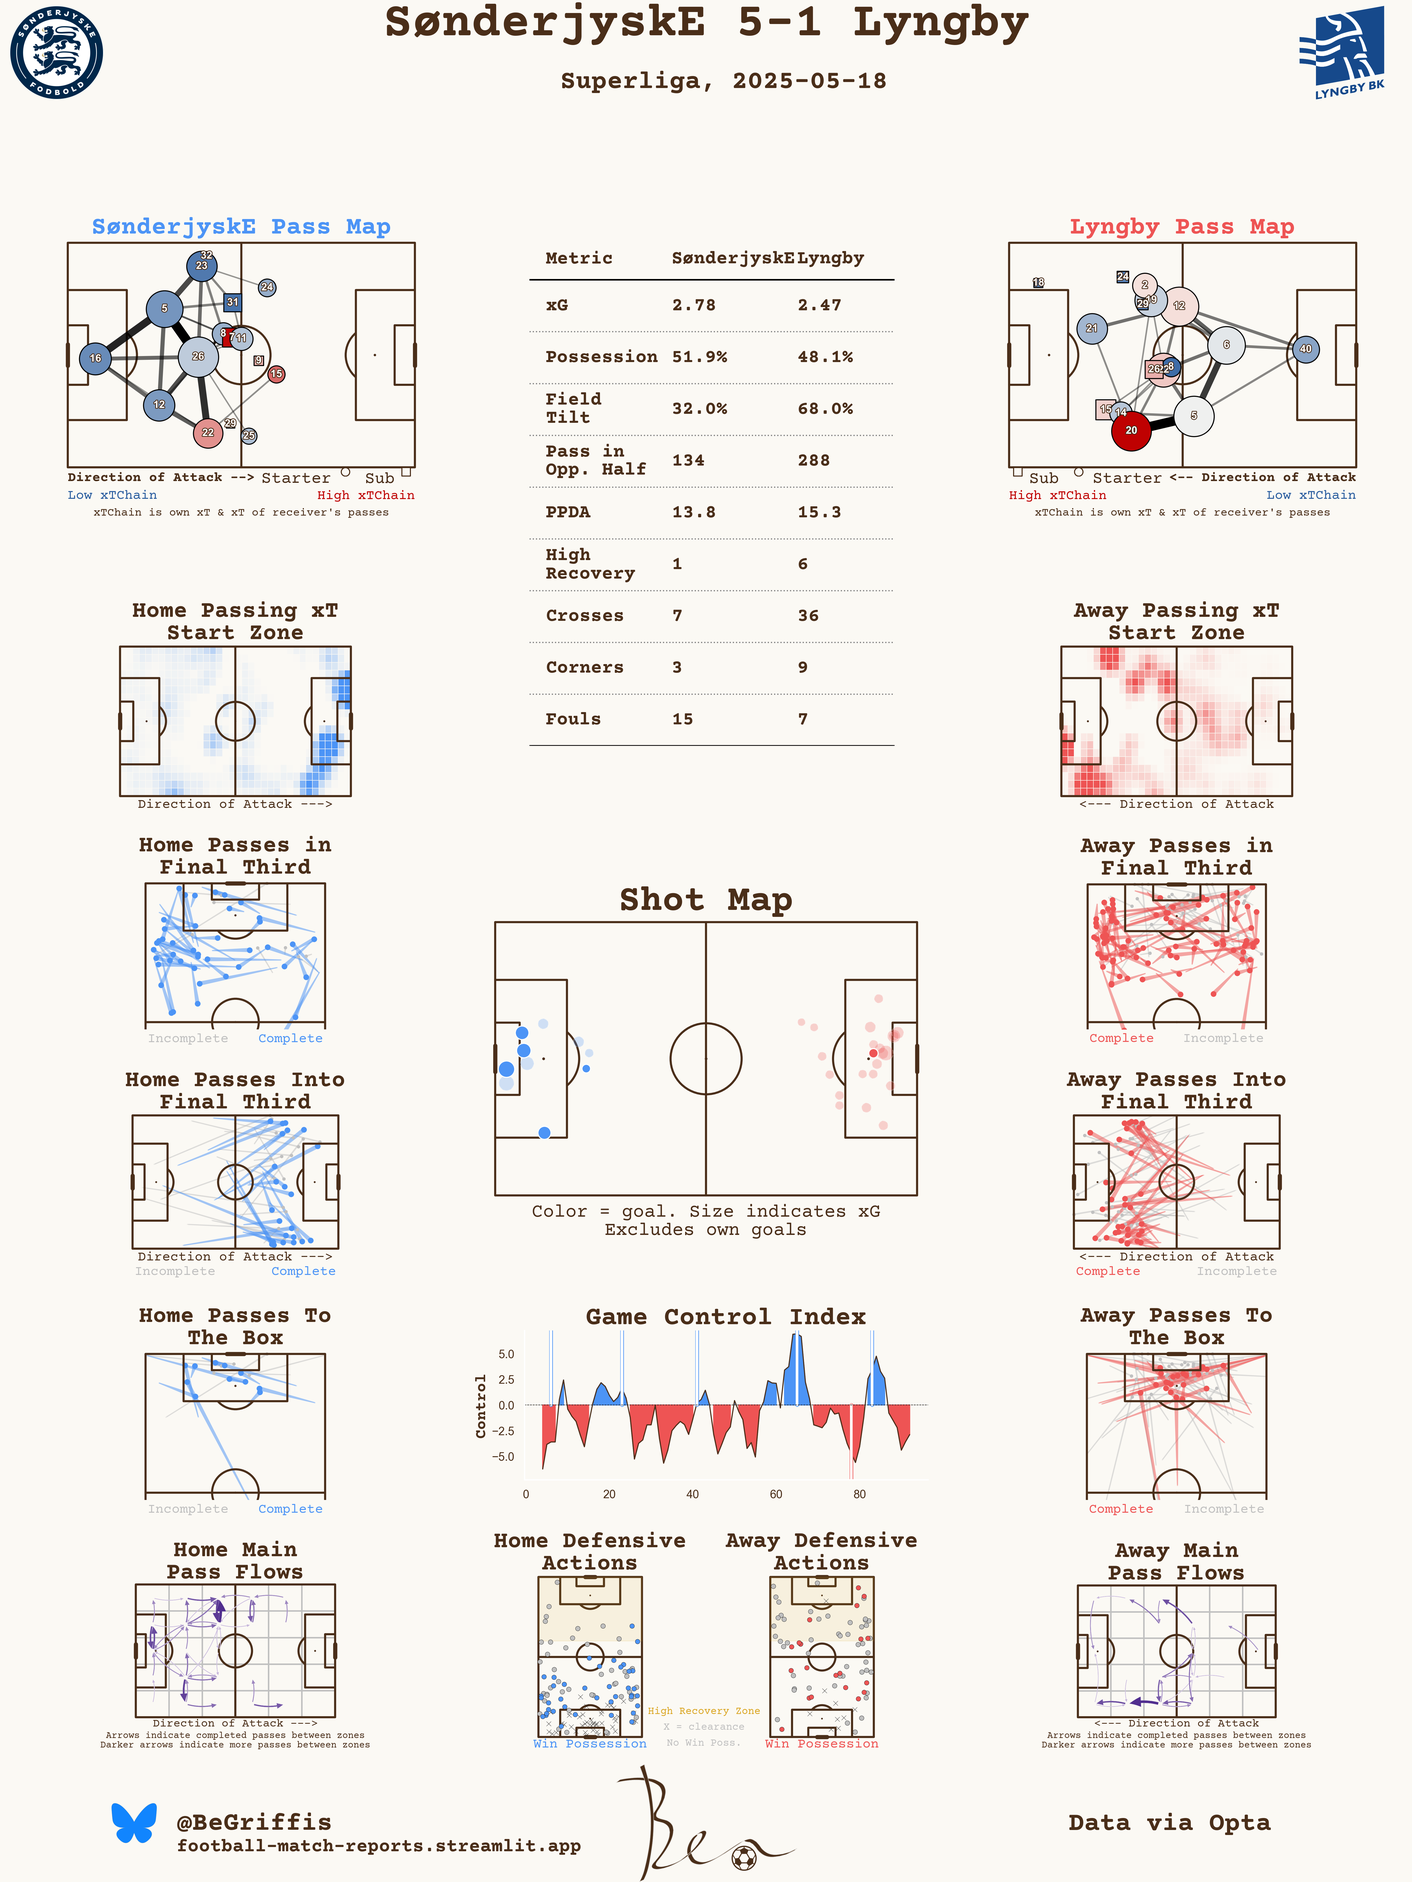 SønderjyskE 5-1 Lyngby
Superliga, 2025-05-18
SØNDERJYSKE
FODBOLD
LYNGBY BK
SønderjyskE Pass Map
32
23
24
31
5
8
7
11
16
26
9
15
12
22
29
25
Direction of Attack --> Starter Sub
Low xTChain High xTChain
xTChain is own xT & xT of receiver's passes
Metric SønderjyskE Lyngby
xG 2.78 2.47
Possession 51.9% 48.1%
Field
Tilt 32.0% 68.0%
Pass in
Opp. Half 134 288
PPDA 13.8 15.3
High
Recovery 1 6
Crosses 7 36
Corners 3 9
Fouls 15 7
Lyngby Pass Map
18
24
2
19
29
12
21
6
40
26
22
8
15
14
5
20
Sub Starter <-- Direction of Attack
High xTChain Low xTChain
xTChain is own xT & xT of receiver's passes
Home Passing xT
Start Zone
Direction of Attack --->
Away Passing xT
Start Zone
<--- Direction of Attack
Home Passes in
Final Third
Incomplete Complete
Away Passes in
Final Third
Complete Incomplete
Shot Map
Color = goal. Size indicates xG
Excludes own goals
Home Passes Into
Final Third
Direction of Attack --->
Incomplete Complete
Away Passes Into
Final Third
<--- Direction of Attack
Complete Incomplete
Home Passes To
The Box
Incomplete Complete
Game Control Index
Control
5.0
2.5
0.0
−2.5
−5.0
0 20 40 60 80
Away Passes To
The Box
Complete Incomplete
Home Main
Pass Flows
Direction of Attack --->
Arrows indicate completed passes between zones
Darker arrows indicate more passes between zones
Home Defensive
Actions
Win Possession
High Recovery Zone
X = clearance
No Win Poss.
Away Defensive
Actions
Win Possession
Away Main
Pass Flows
<--- Direction of Attack
Arrows indicate completed passes between zones
Darker arrows indicate more passes between zones
@BeGriffis
football-match-reports.streamlit.app
Ben
Data via Opta